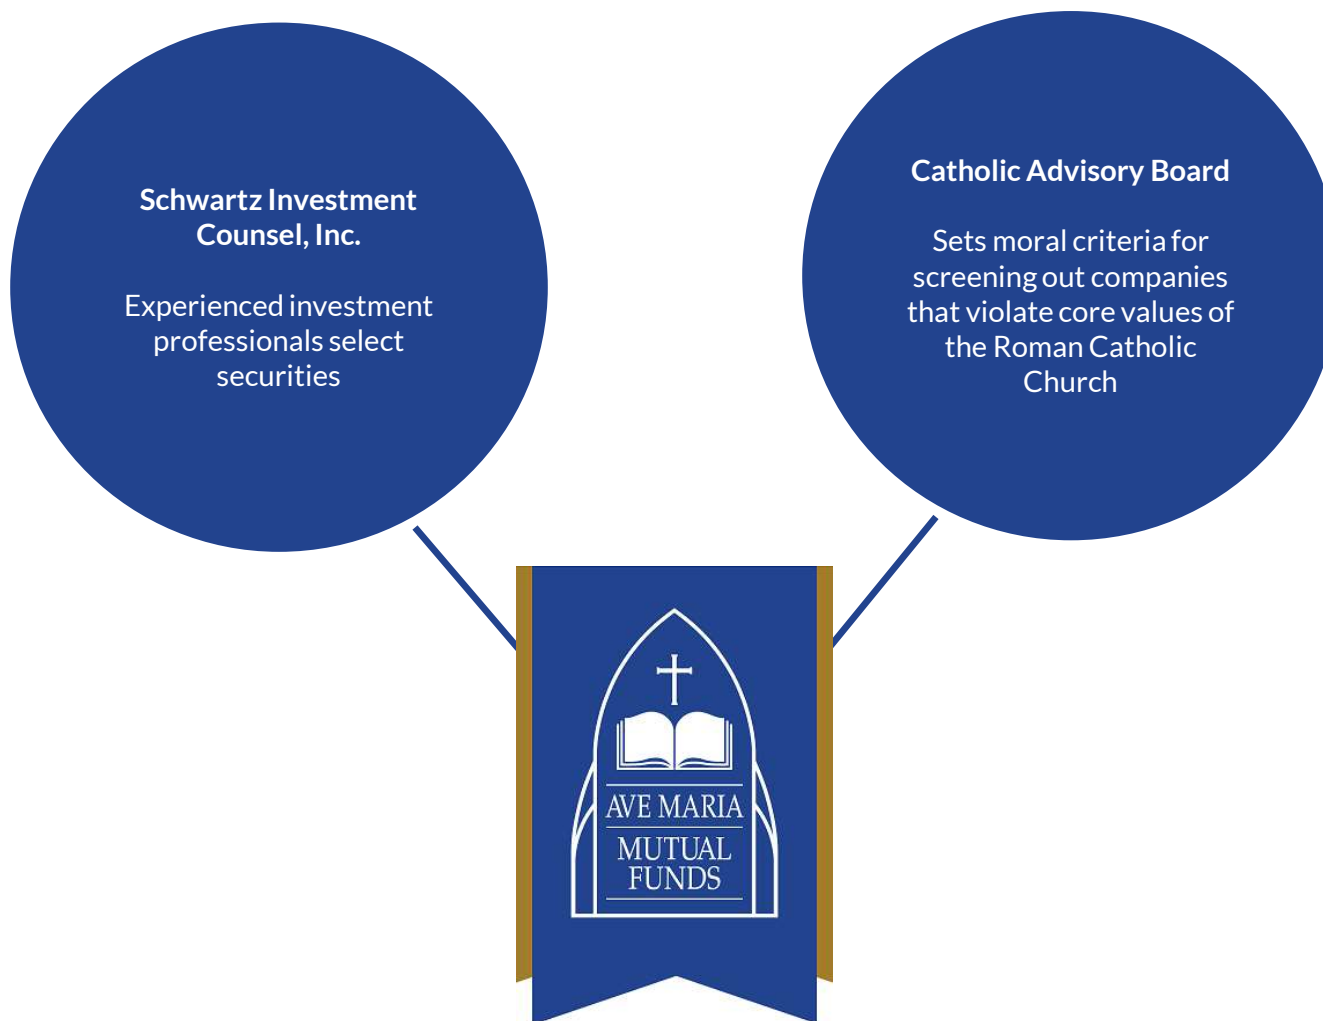 Schwartz Investment
Counsel, Inc.
Experienced investment
professionals select
securities
Catholic Advisory Board
Sets moral criteria for
screening out companies
that violate core values of
the Roman Catholic
Church
AVE MARIA
MUTUAL
FUNDS